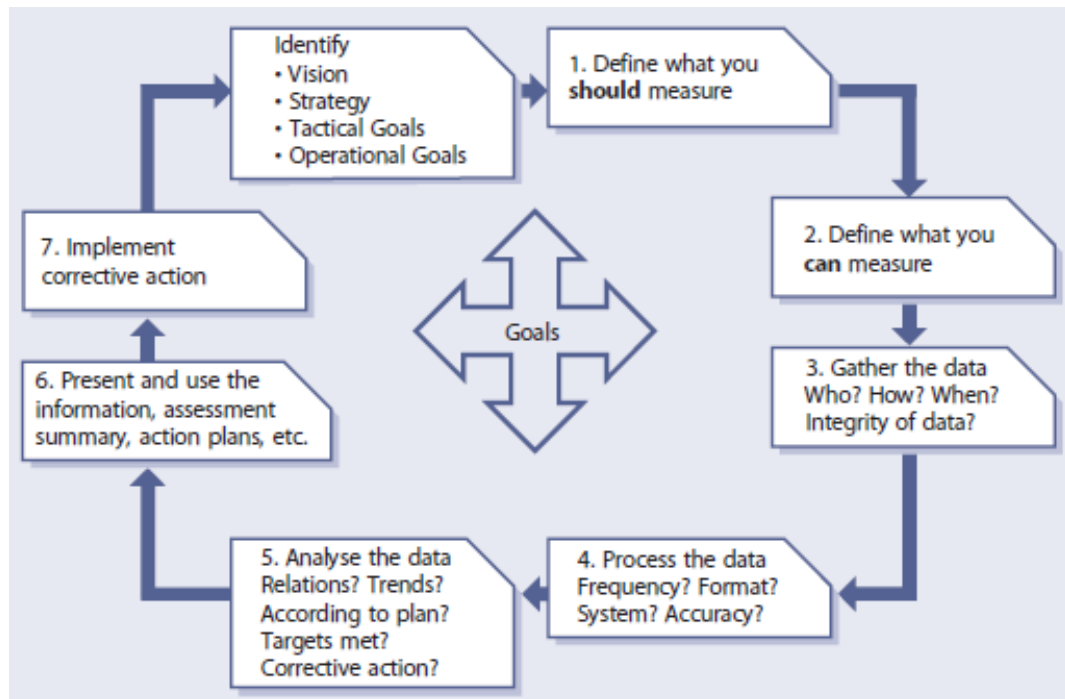 Identify
• Vision
• Strategy
• Tactical Goals
• Operational Goals
1. Define what you
should measure
2. Define what you
can measure
3. Gather the data
Who? How? When?
Integrity of data?
4. Process the data
Frequency? Format?
System? Accuracy?
5. Analyse the data
Relations? Trends?
According to plan?
Targets met?
Corrective action?
6. Present and use the
information, assessment
summary, action plans, etc.
7. Implement
corrective action
Goals